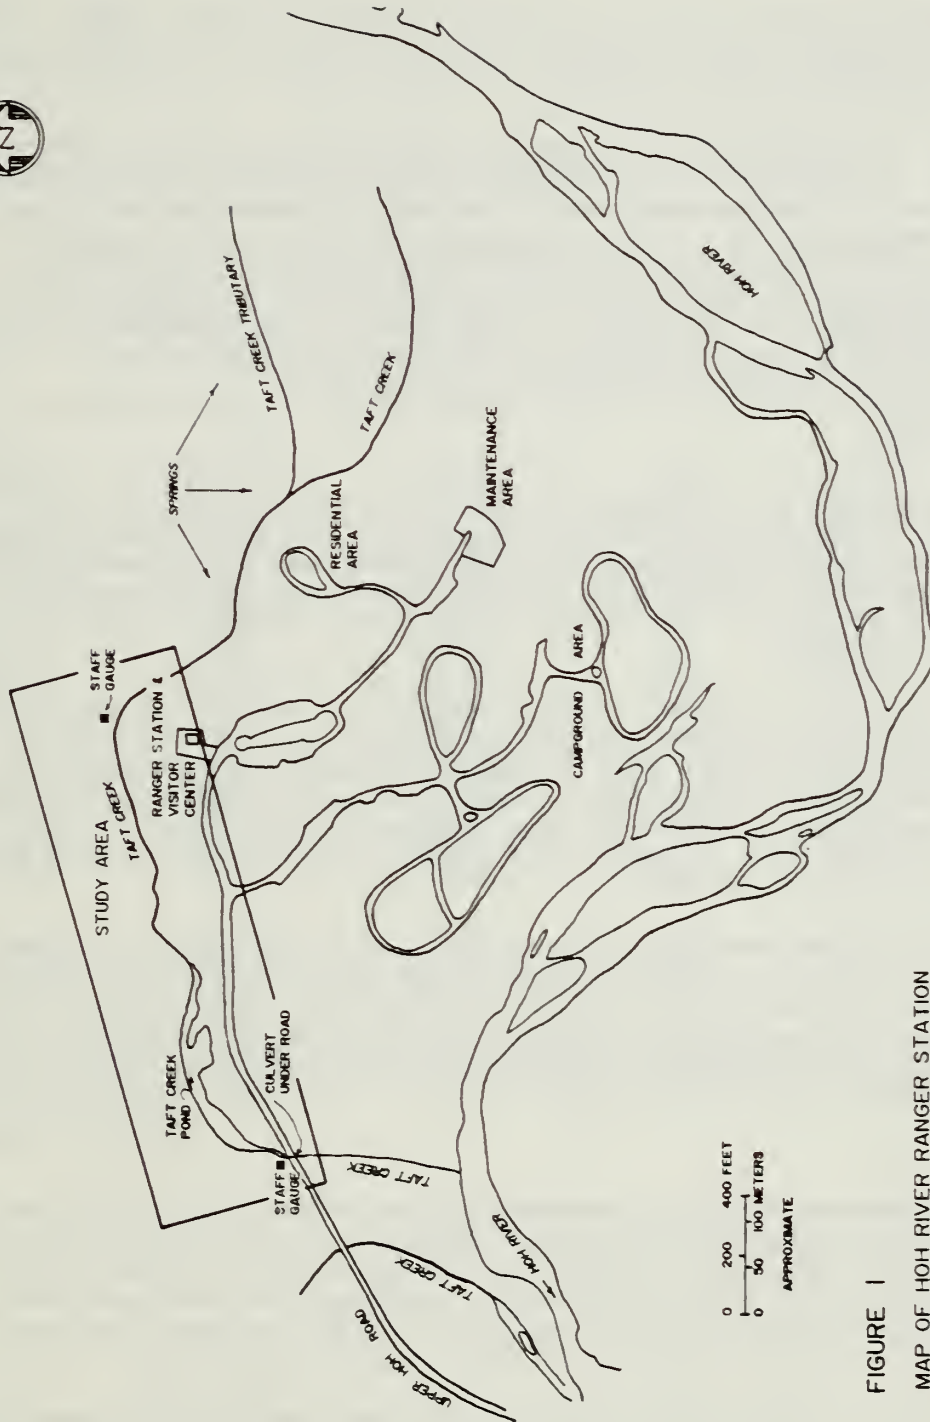 N
TAFT CREEK TRIBUTARY
TAFT CREEK
SPRINGS
RESIDENTIAL
AREA
MAINTENANCE
AREA
HOH RIVER
STAFF
GAUGE
RANGER STATION &
VISITOR
CENTER
STUDY AREA
TAFT CREEK
CAMPGROUND AREA
TAFT CREEK
POND
CULVERT
UNDER ROAD
STAFF
GAUGE
TAFT CREEK
TAFT CREEK
HOH RIVER
UPPER HOH ROAD
0 200 400 FEET
0 50 100 METERS
APPROXIMATE
FIGURE 1
MAP OF HOH RIVER RANGER STATION